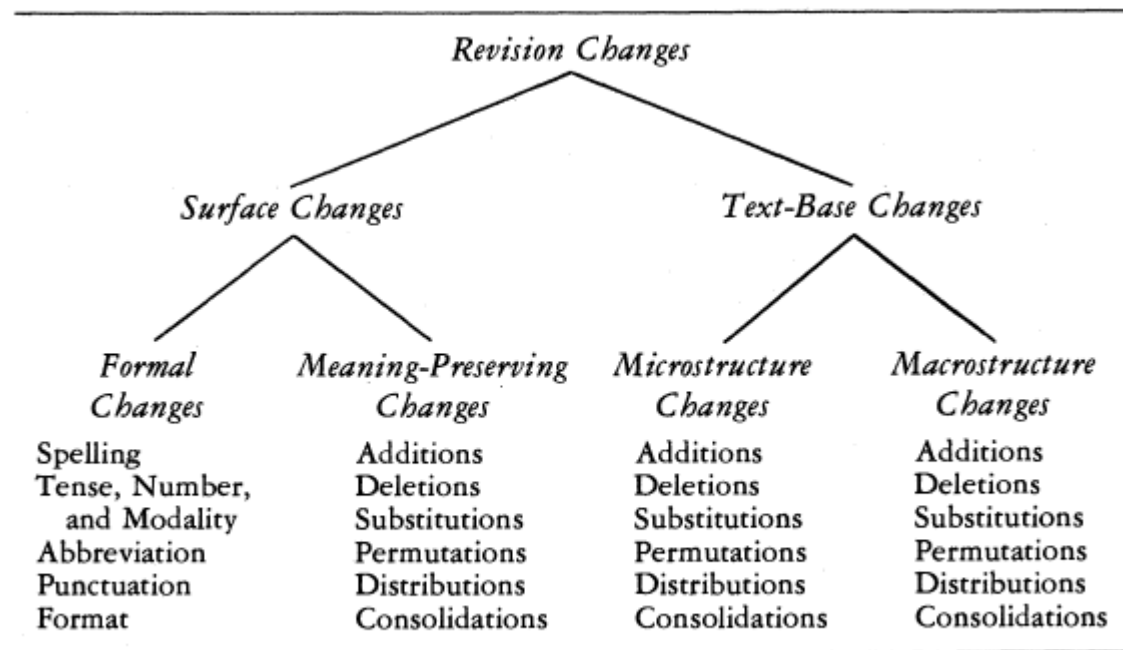 Revision Changes
Surface Changes
Text-Base Changes
Formal
Changes
Spelling
Tense, Number,
and Modality
Abbreviation
Punctuation
Format
Meaning-Preserving
Changes
Additions
Deletions
Substitutions
Permutations
Distributions
Consolidations
Microstructure
Changes
Additions
Deletions
Substitutions
Permutations
Distributions
Consolidations
Macrostructure
Changes
Additions
Deletions
Substitutions
Permutations
Distributions
Consolidations